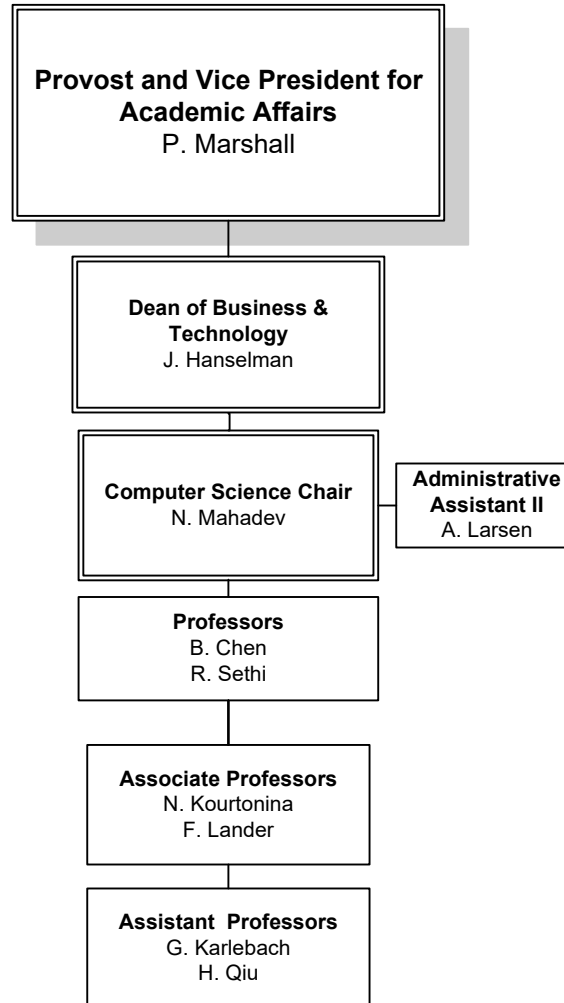 Provost and Vice President for
Academic Affairs
P. Marshall
Dean of Business &
Technology
J. Hanselman
Computer Science Chair
N. Mahadev
Administrative
Assistant II
A. Larsen
Professors
B. Chen
R. Sethi
Associate Professors
N. Kourtonina
F. Lander
Assistant  Professors
G. Karlebach
H. Qiu